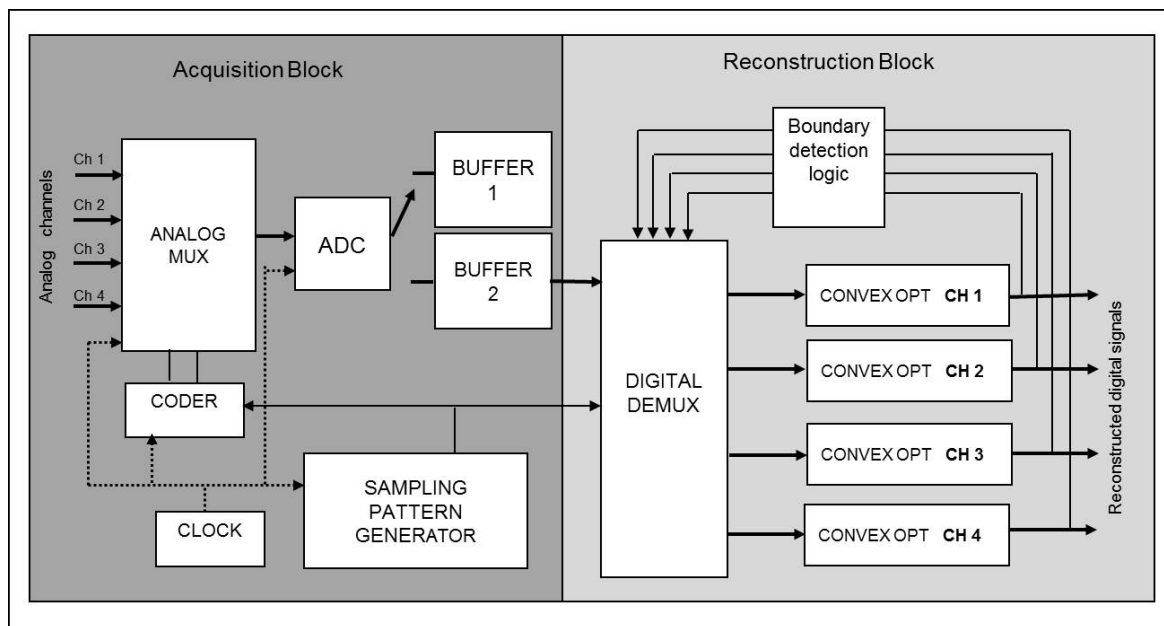 Acquisition Block
Reconstruction Block
Analog channels
Ch 1
Ch 2
Ch 3
Ch 4
ANALOG
MUX
ADC
BUFFER
1
BUFFER
2
CODER
CLOCK
SAMPLING
PATTERN
GENERATOR
Boundary
detection
logic
DIGITAL
DEMUX
CONVEX OPT CH 1
CONVEX OPT CH 2
CONVEX OPT CH 3
CONVEX OPT CH 4
Reconstructed digital signals